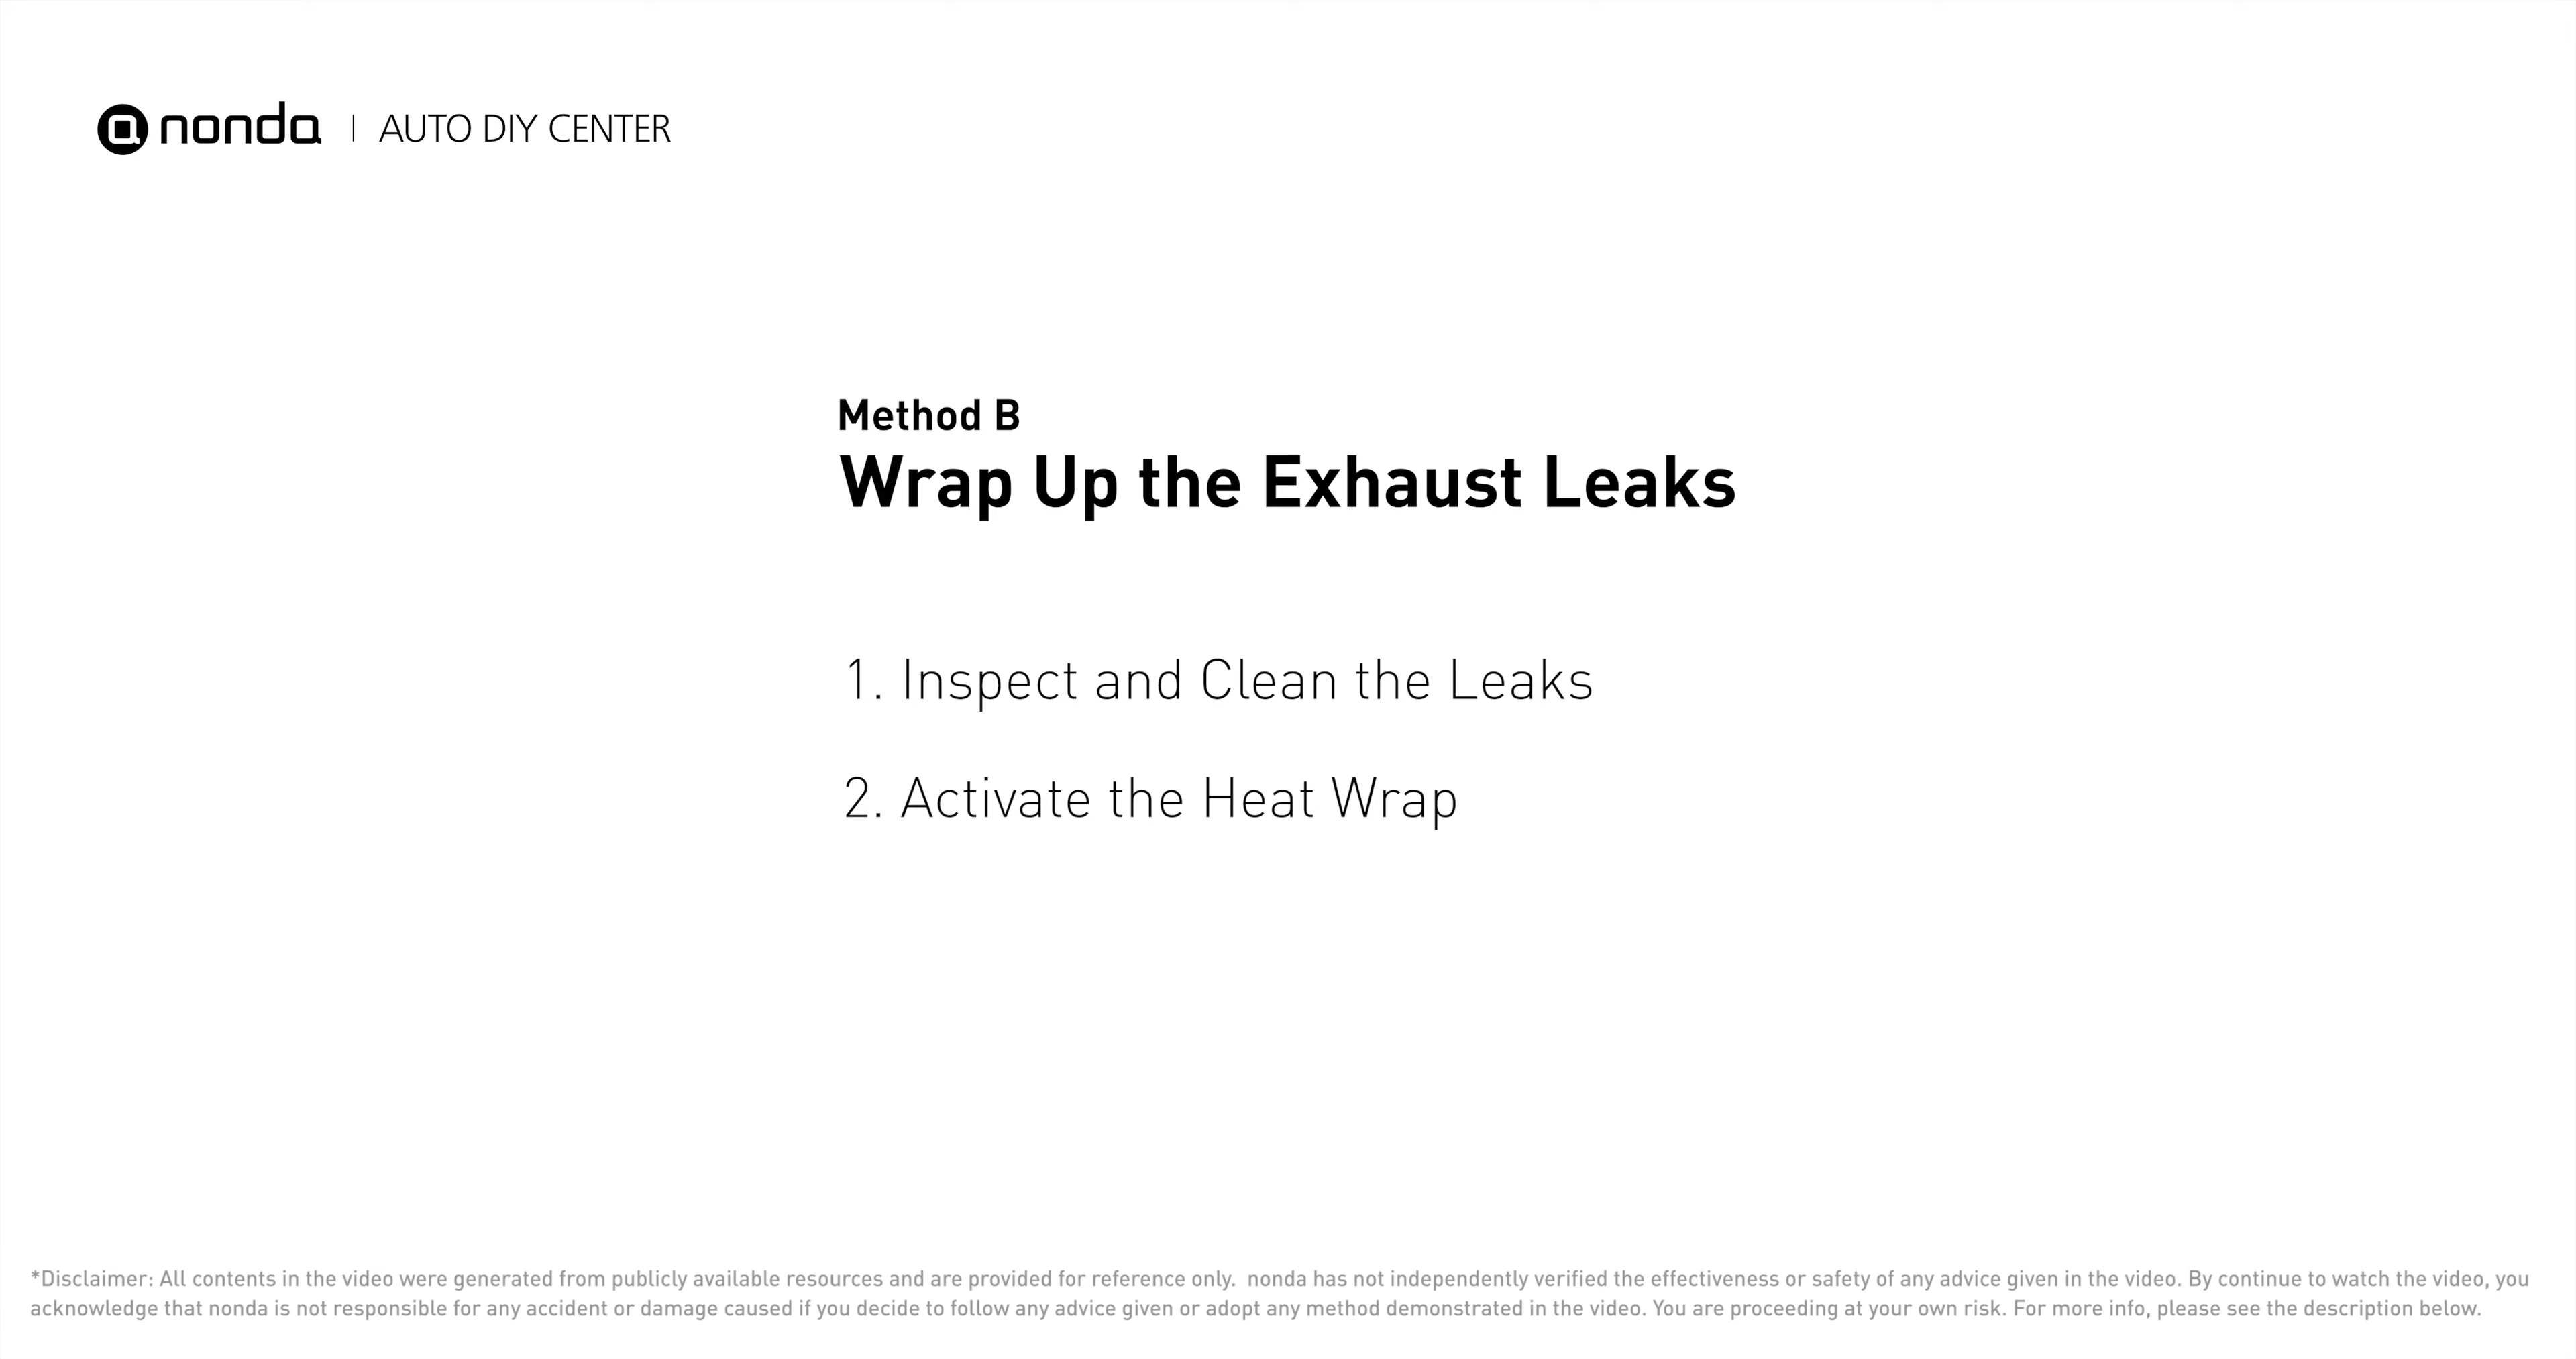 nonda | AUTO DIY CENTER
Method B
Wrap Up the Exhaust Leaks
1. Inspect and Clean the Leaks
2. Activate the Heat Wrap
*Disclaimer: All contents in the video were generated from publicly available resources and are provided for reference only. nonda has not independently verified the effectiveness or safety of any advice given in the video. By continue to watch the video, you
acknowledge that nonda is not responsible for any accident or damage caused if you decide to follow any advice given or adopt any method demonstrated in the video. You are proceeding at your own risk. For more info, please see the description below.